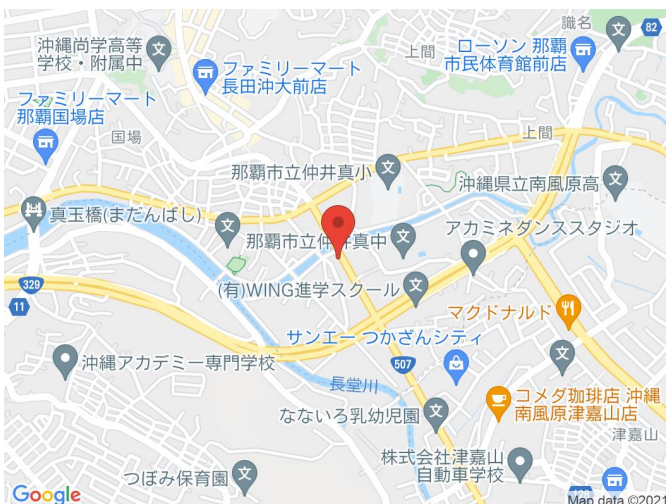 沖縄尚学高等
学校・附属中
上間
識名
82
ローソン 那覇
市民体育館前店
ファミリーマート
長田沖大前店
ファミリーマート
那覇国場店
国場
上間
那覇市立仲井真小
沖縄県立南風原高
真玉橋(まだんばし)
那覇市立仲井真中
アカミネダンススタジオ
329
11
(有)WING進学スクール
マクドナルド
サンエー つかざんシティ
507
沖縄アカデミー専門学校
長堂川
コメダ珈琲店 沖縄
南風原津嘉山店
なないろ乳幼児園
津嘉山
株式会社津嘉山
自動車学校
つぼみ保育園
Google
Map data ©2021